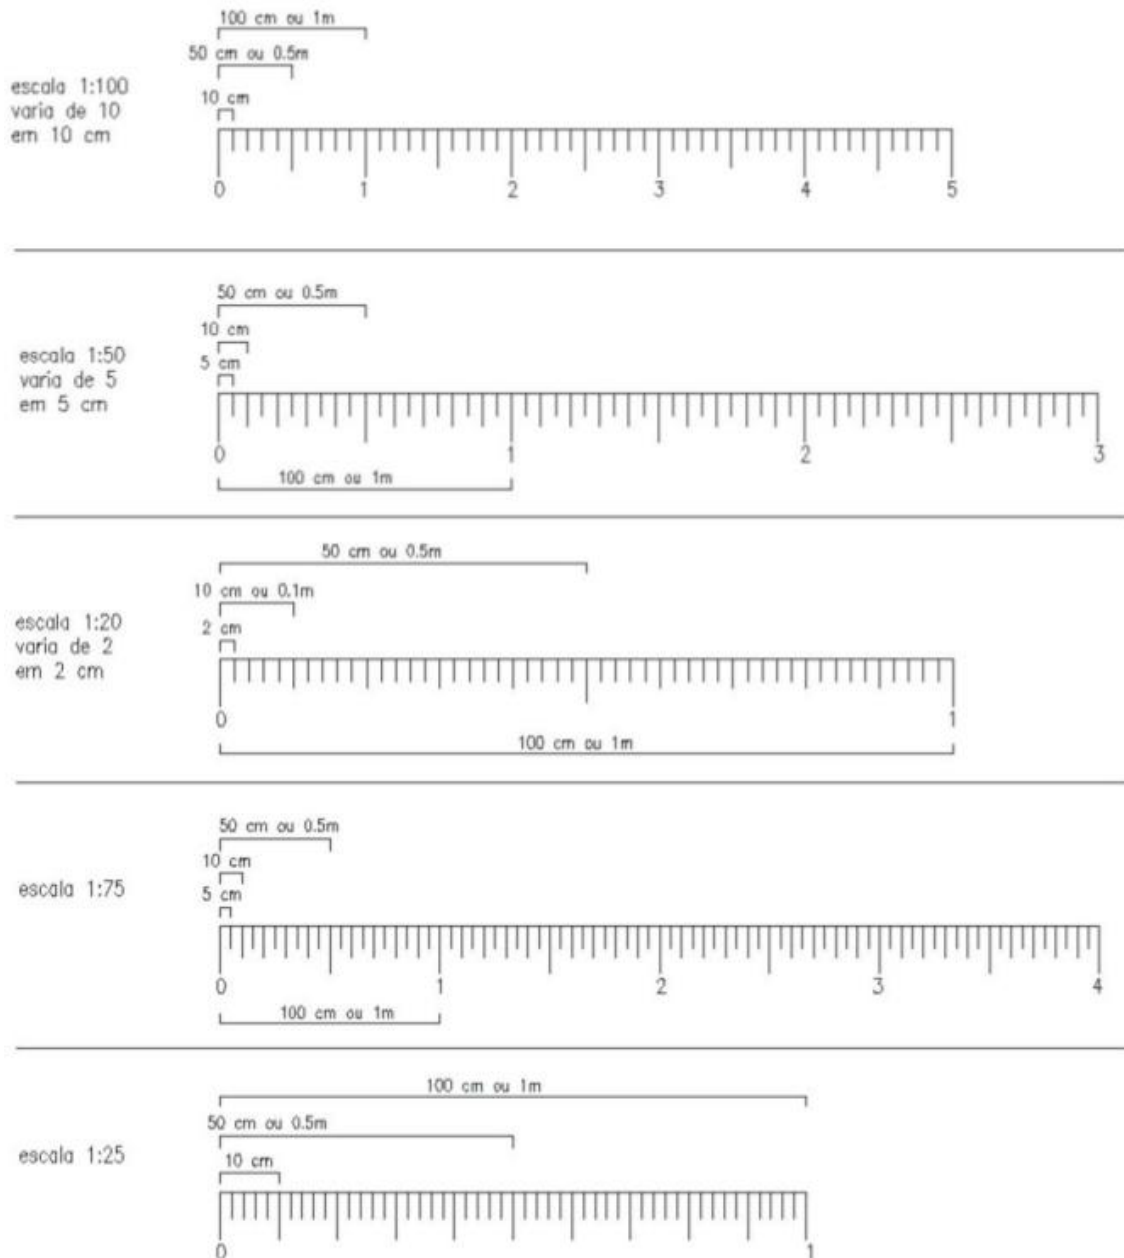 100 cm ou 1m
50 cm ou 0.5m
10 cm
escala 1:100
varia de 10
em 10 cm
0 1 2 3 4 5
50 cm ou 0.5m
10 cm
5 cm
escala 1:50
varia de 5
em 5 cm
0 1 2 3
100 cm ou 1m
50 cm ou 0.5m
10 cm ou 0.1m
2 cm
escala 1:20
varia de 2
em 2 cm
0 1
100 cm ou 1m
50 cm ou 0.5m
10 cm
5 cm
escala 1:75
0 1 2 3 4
100 cm ou 1m
100 cm ou 1m
50 cm ou 0.5m
10 cm
escala 1:25
0 1